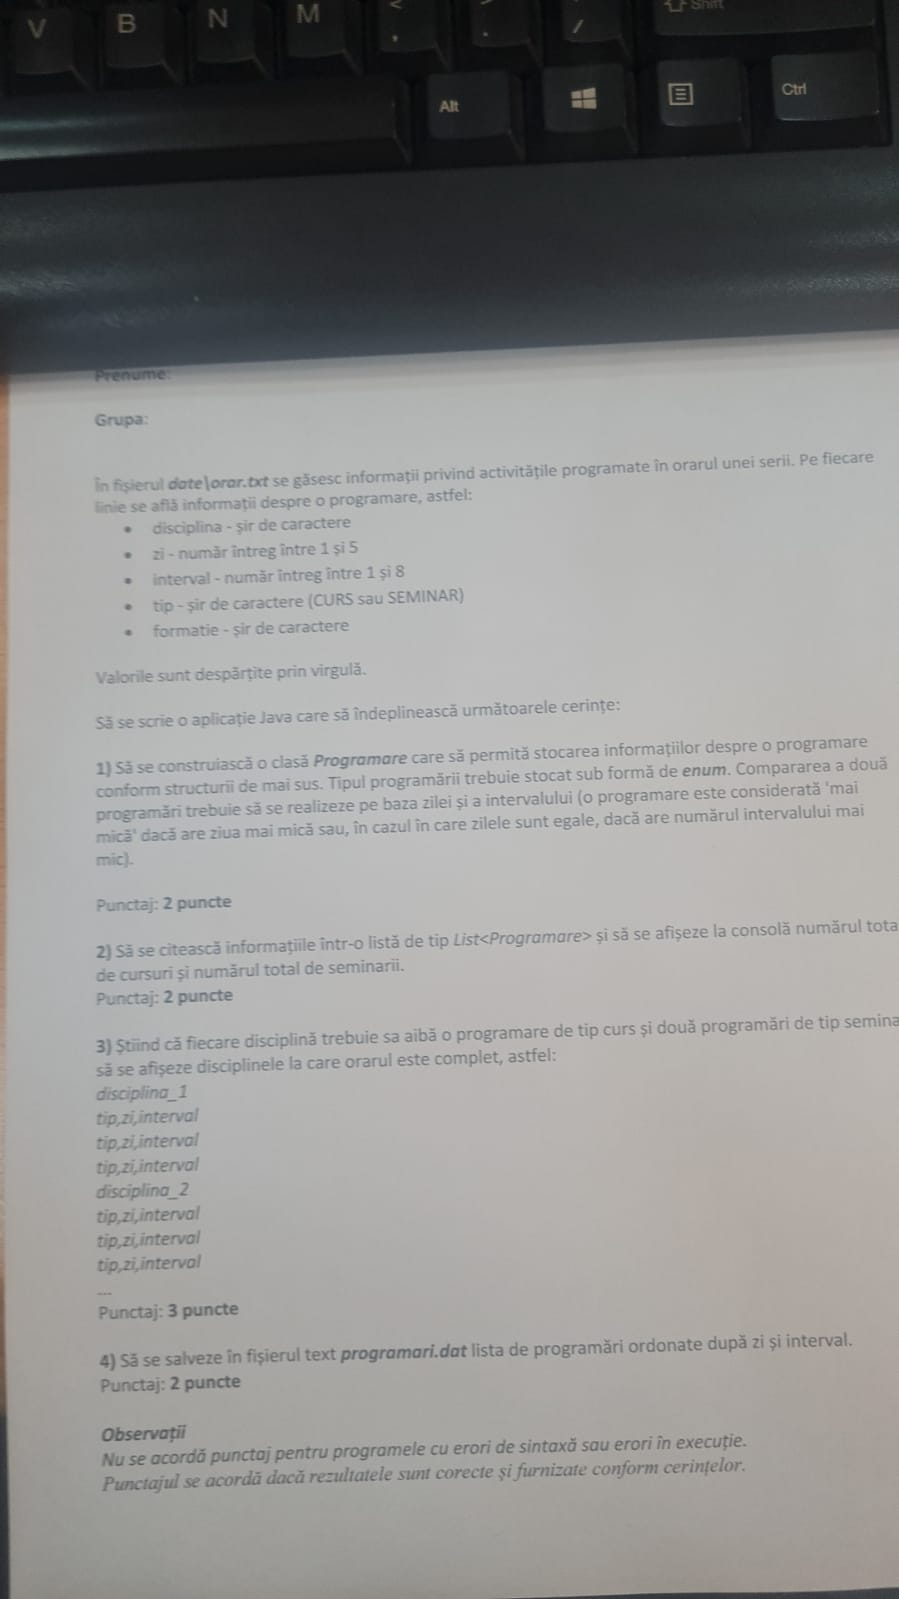 V B N M < , . / Shift
Alt Ctrl
Prenume:
Grupa:
În fișierul date\orar.txt se găsesc informații privind activitățile programate în orarul unei serii. Pe fiecare
linie se află informații despre o programare, astfel:
• disciplina - șir de caractere
• zi - număr întreg între 1 și 5
• interval - număr întreg între 1 și 8
• tip - șir de caractere (CURS sau SEMINAR)
• formatie - șir de caractere
Valorile sunt despărțite prin virgulă.
Să se scrie o aplicație Java care să îndeplinească următoarele cerințe:
1) Să se construiască o clasă Programare care să permită stocarea informațiilor despre o programare
conform structurii de mai sus. Tipul programării trebuie stocat sub formă de enum. Compararea a două
programări trebuie să se realizeze pe baza zilei și a intervalului (o programare este considerată 'mai
mică' dacă are ziua mai mică sau, în cazul în care zilele sunt egale, dacă are numărul intervalului mai
mic).
Punctaj: 2 puncte
2) Să se citească informațiile într-o listă de tip List<Programare> și să se afișeze la consolă numărul tota
de cursuri și numărul total de seminarii.
Punctaj: 2 puncte
3) Știind că fiecare disciplină trebuie sa aibă o programare de tip curs și două programări de tip semina
să se afișeze disciplinele la care orarul este complet, astfel:
disciplina_1
tip,zi,interval
tip,zi,interval
tip,zi,interval
disciplina_2
tip,zi,interval
tip,zi,interval
tip,zi,interval
....
Punctaj: 3 puncte
4) Să se salveze în fișierul text programari.dat lista de programări ordonate după zi și interval.
Punctaj: 2 puncte
Observații
Nu se acordă punctaj pentru programele cu erori de sintaxă sau erori în execuție.
Punctajul se acordă dacă rezultatele sunt corecte și furnizate conform cerințelor.